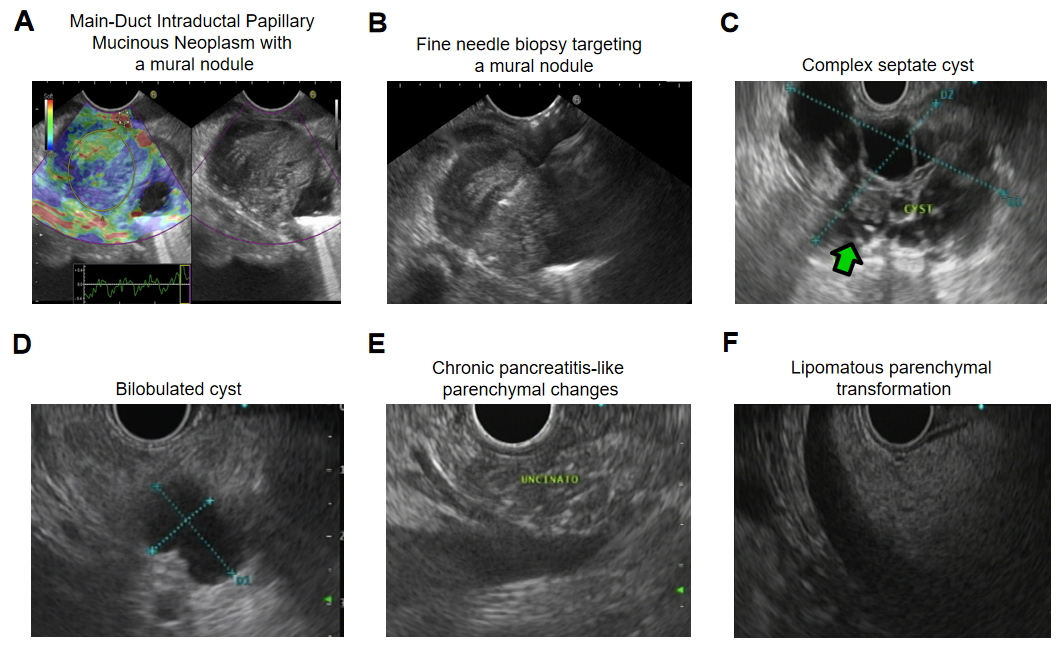 A
Main-Duct Intraductal Papillary
Mucinous Neoplasm with
a mural nodule
B
Fine needle biopsy targeting
a mural nodule
C
Complex septate cyst
D2
CYST
D
Bilobulated cyst
D1
E
Chronic pancreatitis-like
parenchymal changes
UNCINATO
F
Lipomatous parenchymal
transformation